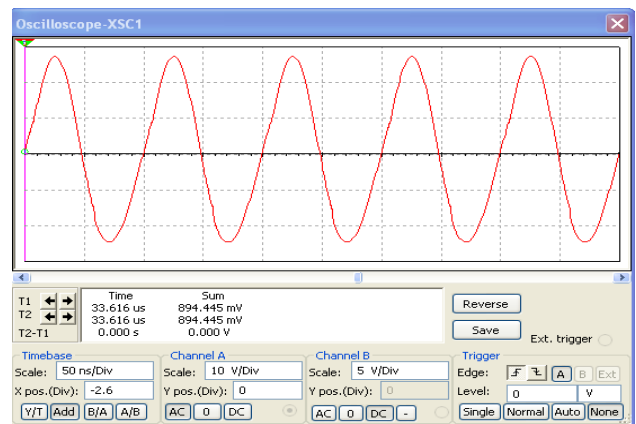 Oscilloscope-XSC1
Time Sum
T1 33.616 us 894.445 mV
T2 33.616 us 894.445 mV
T2-T1 0.000 s 0.000 V
Reverse
Save
Ext. trigger
Timebase
Scale: 50 ns/Div
X pos.(Div): -2.6
Y/T Add B/A A/B
Channel A
Scale: 10 V/Div
Y pos.(Div): 0
AC 0 DC
Channel B
Scale: 5 V/Div
Y pos.(Div): 0
AC 0 DC -
Trigger
Edge: A B Ext
Level: 0 V
Single Normal Auto None